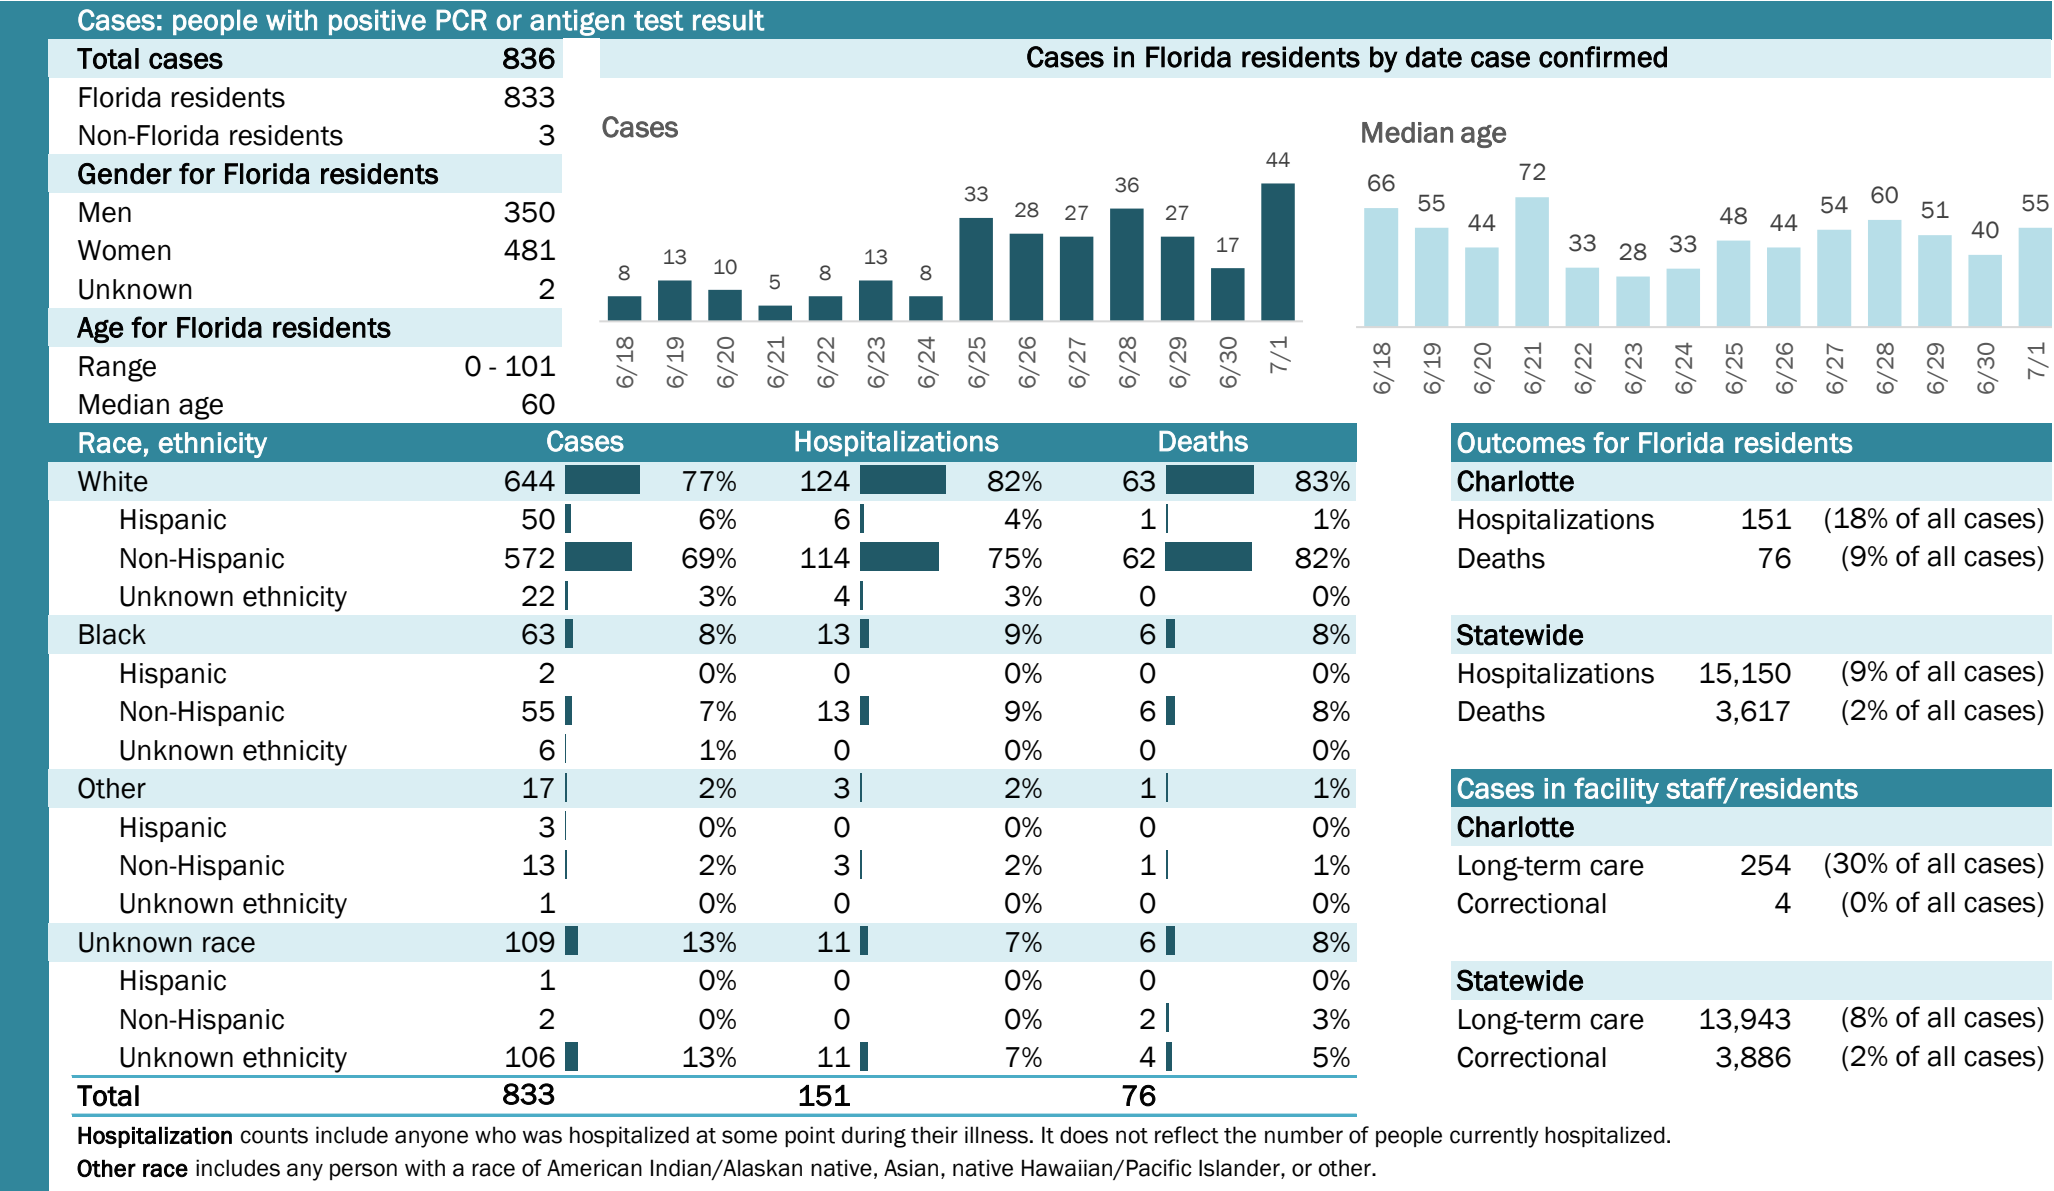 Cases: people with positive PCR or antigen test result
Total cases 836
Florida residents 833
Non-Florida residents 3
Gender for Florida residents
Men 350
Women 481
Unknown 2
Age for Florida residents
Range 0 - 101
Median age 60
Cases in Florida residents by date case confirmed
Cases
8 13 10 5 8 13 8 33 28 27 36 27 17 44
6/18 6/19 6/20 6/21 6/22 6/23 6/24 6/25 6/26 6/27 6/28 6/29 6/30 7/1
Median age
66 55 44 72 33 28 33 48 44 54 60 51 40 55
6/18 6/19 6/20 6/21 6/22 6/23 6/24 6/25 6/26 6/27 6/28 6/29 6/30 7/1
Race, ethnicity Cases Hospitalizations Deaths
White 644 77% 124 82% 63 83%
Hispanic 50 6% 6 4% 1 1%
Non-Hispanic 572 69% 114 75% 62 82%
Unknown ethnicity 22 3% 4 3% 0 0%
Black 63 8% 13 9% 6 8%
Hispanic 2 0% 0 0% 0 0%
Non-Hispanic 55 7% 13 9% 6 8%
Unknown ethnicity 6 1% 0 0% 0 0%
Other 17 2% 3 2% 1 1%
Hispanic 3 0% 0 0% 0 0%
Non-Hispanic 13 2% 3 2% 1 1%
Unknown ethnicity 1 0% 0 0% 0 0%
Unknown race 109 13% 11 7% 6 8%
Hispanic 1 0% 0 0% 0 0%
Non-Hispanic 2 0% 0 0% 2 3%
Unknown ethnicity 106 13% 11 7% 4 5%
Total 833 151 76
Outcomes for Florida residents
Charlotte
Hospitalizations 151 (18% of all cases)
Deaths 76 (9% of all cases)
Statewide
Hospitalizations 15,150 (9% of all cases)
Deaths 3,617 (2% of all cases)
Cases in facility staff/residents
Charlotte
Long-term care 254 (30% of all cases)
Correctional 4 (0% of all cases)
Statewide
Long-term care 13,943 (8% of all cases)
Correctional 3,886 (2% of all cases)
Hospitalization counts include anyone who was hospitalized at some point during their illness. It does not reflect the number of people currently hospitalized.
Other race includes any person with a race of American Indian/Alaskan native, Asian, native Hawaiian/Pacific Islander, or other.